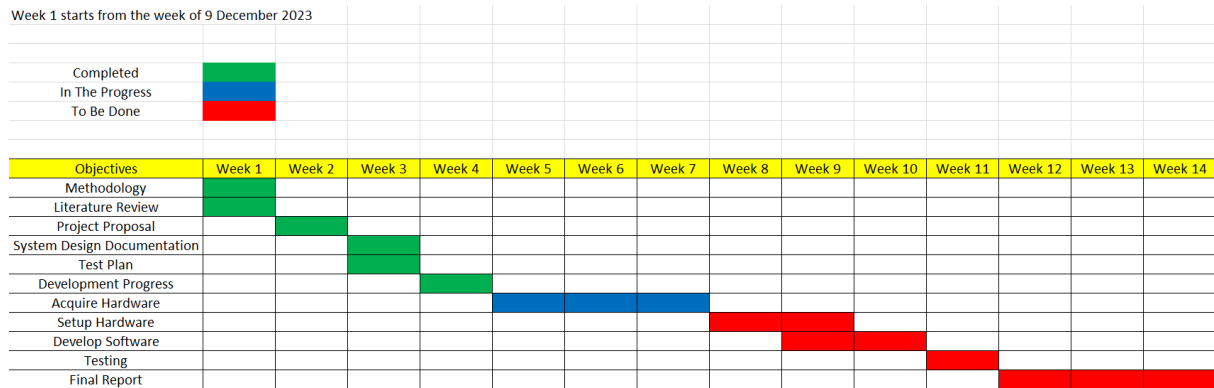 Week 1 starts from the week of 9 December 2023
Completed
In The Progress
To Be Done
Objectives Week 1 Week 2 Week 3 Week 4 Week 5 Week 6 Week 7 Week 8 Week 9 Week 10 Week 11 Week 12 Week 13 Week 14
Methodology
Literature Review
Project Proposal
System Design Documentation
Test Plan
Development Progress
Acquire Hardware
Setup Hardware
Develop Software
Testing
Final Report